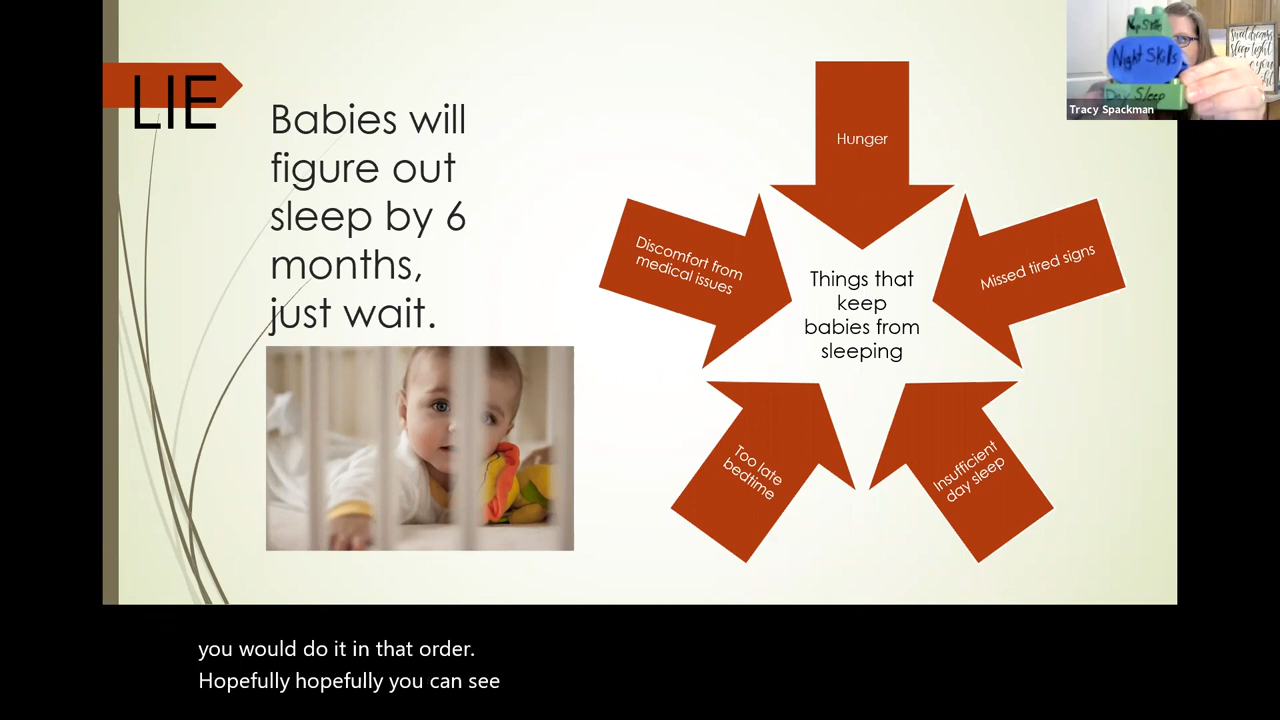 LIE
Babies will
figure out
sleep by 6
months,
just wait.
Hunger
Discomfort from
medical issues
Missed tired signs
Things that
keep
babies from
sleeping
Too late
bedtime
Insufficient
day sleep
Night Skills
Day Sleep
Tracy Spackman
you would do it in that order.
Hopefully hopefully you can see